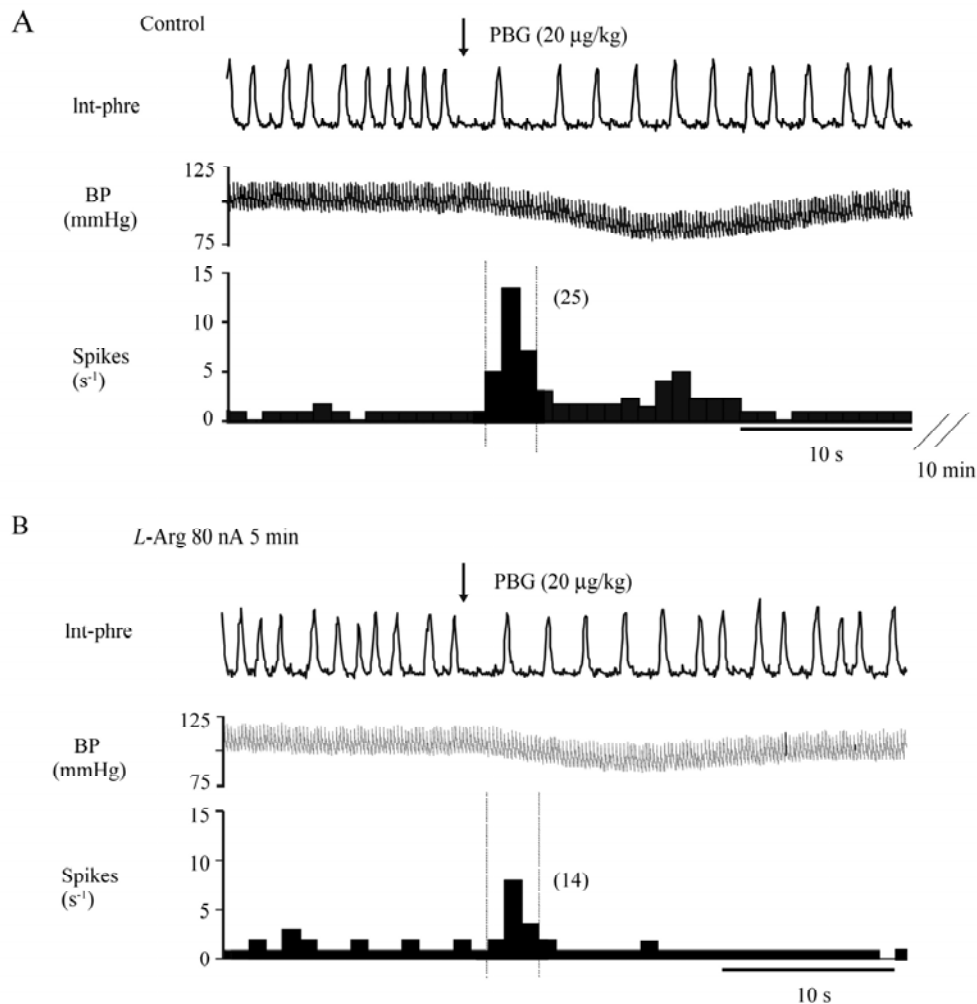 A
Control
PBG (20 µg/kg)
Int-phre
125
BP
(mmHg)
75
15
(25)
10
Spikes
(s⁻¹)
5
0
10 s
10 min
B
L-Arg 80 nA 5 min
PBG (20 µg/kg)
Int-phre
125
BP
(mmHg)
75
15
10
Spikes
(s⁻¹)
(14)
5
0
10 s